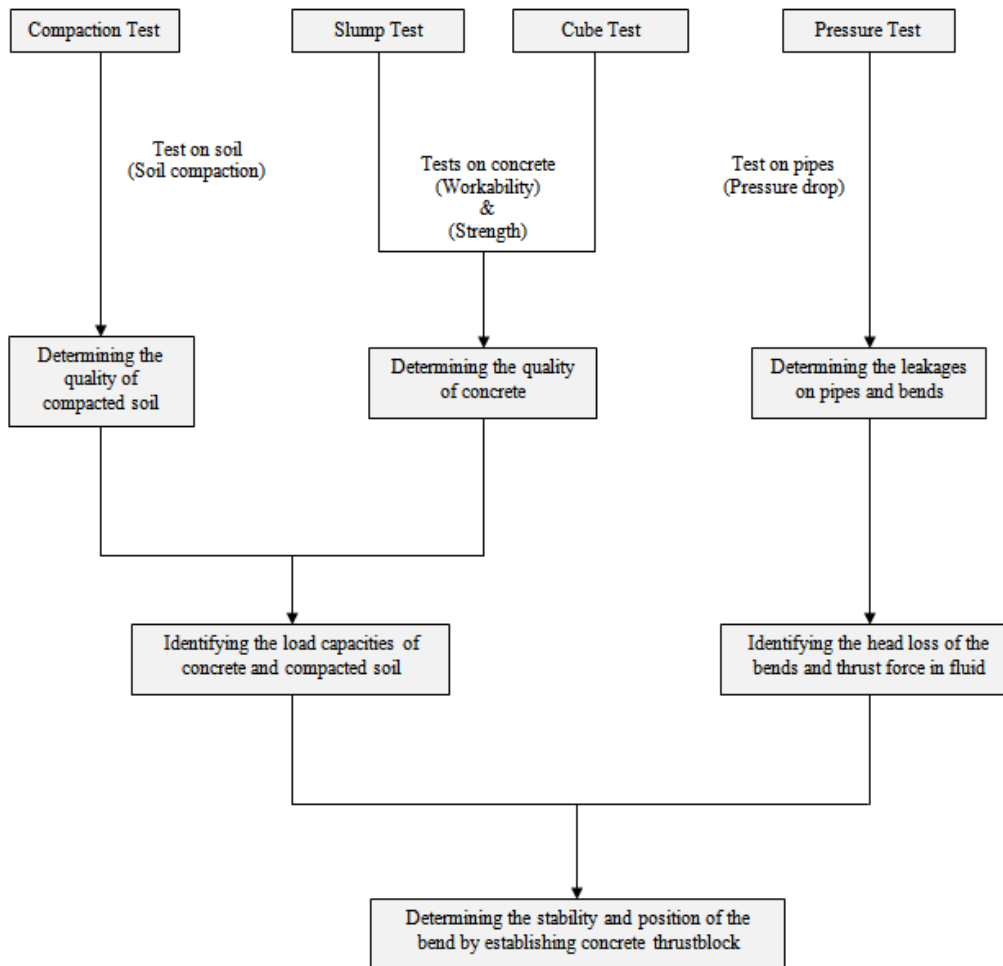 Compaction Test
Slump Test
Cube Test
Pressure Test
Test on soil
(Soil compaction)
Tests on concrete
(Workability)
&
(Strength)
Test on pipes
(Pressure drop)
Determining the
quality of
compacted soil
Determining the quality
of concrete
Determining the leakages
on pipes and bends
Identifying the load capacities of
concrete and compacted soil
Identifying the head loss of the
bends and thrust force in fluid
Determining the stability and position of the
bend by establishing concrete thrustblock